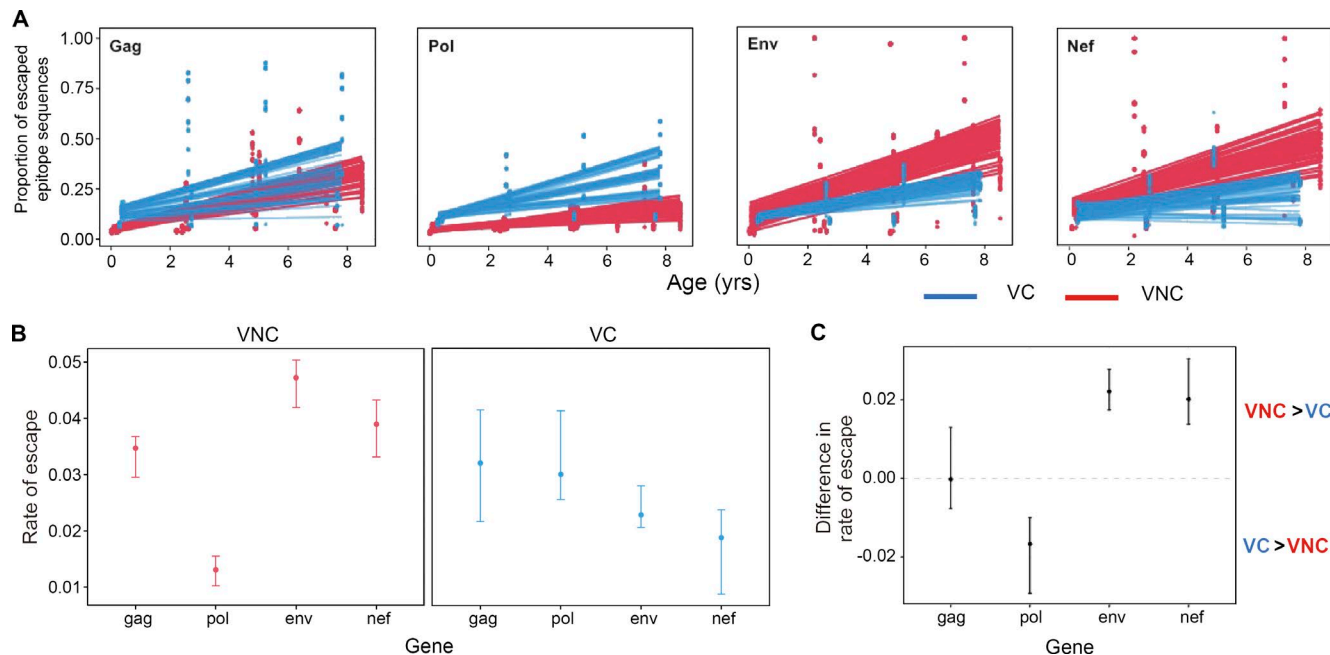 A
Gag
Pol
Env
Nef
Proportion of escaped
epitope sequences
1.00
0.75
0.50
0.25
0.00
0 2 4 6 8
0 2 4 6 8
0 2 4 6 8
0 2 4 6 8
Age (yrs)
VC VNC
B
VNC
VC
Rate of escape
0.05
0.04
0.03
0.02
0.01
gag pol env nef
gag pol env nef
Gene
C
Difference in
rate of escape
0.02
0.00
-0.02
gag pol env nef
Gene
VNC >VC
VC >VNC